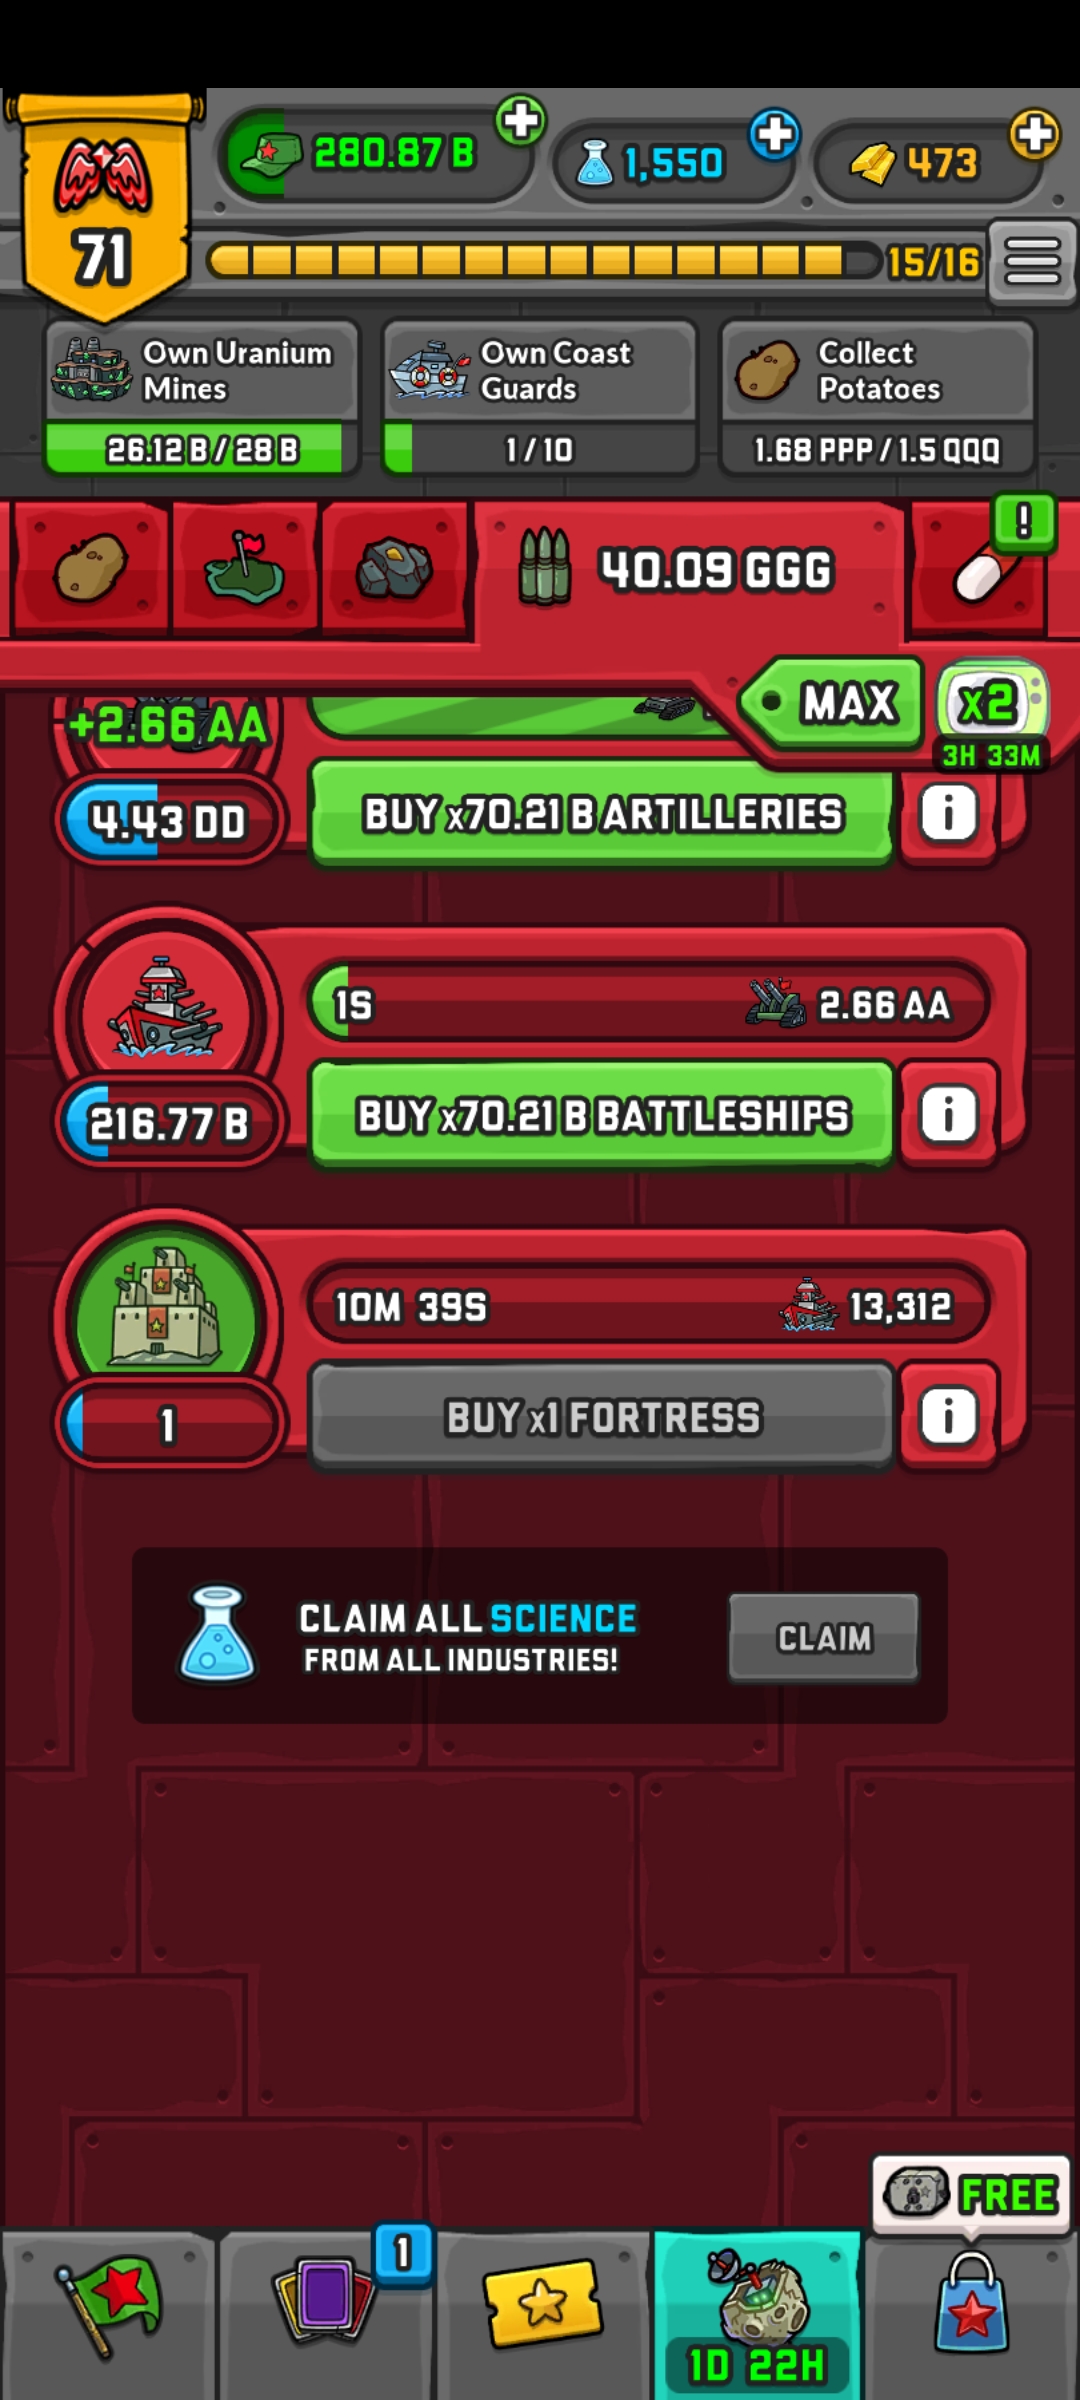 280.87 B
1,550
473
71
15/16
Own Uranium
Mines
26.12 B / 28 B
Own Coast
Guards
1 / 10
Collect
Potatoes
1.68 PPP / 1.5 QQQ
40.09 GGG
!
MAX
x2
3H 33M
+2.66 AA
4.43 DD
BUY x70.21 B ARTILLERIES
i
1S
2.66 AA
216.77 B
BUY x70.21 B BATTLESHIPS
i
10M 39S
13,312
1
BUY x1 FORTRESS
i
CLAIM ALL SCIENCE
FROM ALL INDUSTRIES!
CLAIM
FREE
1
1D 22H